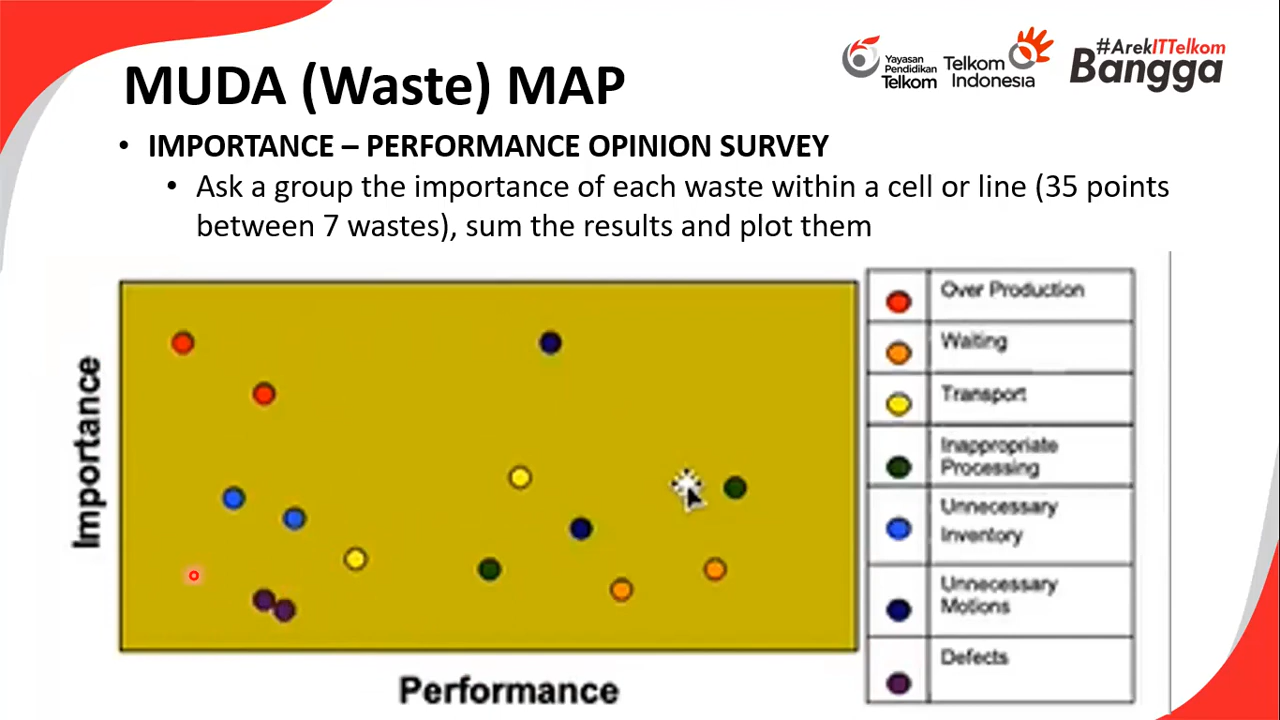 MUDA (Waste) MAP
Yayasan
Pendidikan
Telkom
Telkom
Indonesia
#ArekITTelkom
Bangga
• IMPORTANCE – PERFORMANCE OPINION SURVEY
• Ask a group the importance of each waste within a cell or line (35 points
between 7 wastes), sum the results and plot them
Importance
Performance
Over Production
Waiting
Transport
Inappropriate
Processing
Unnecessary
Inventory
Unnecessary
Motions
Defects